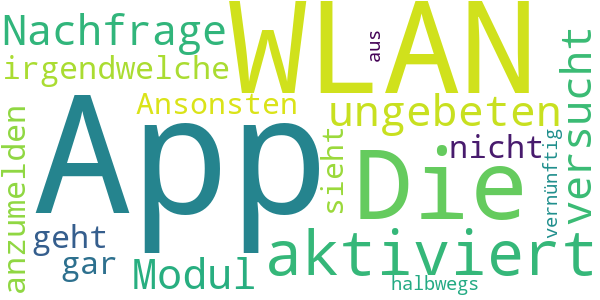 Nachfrage
WLAN
aus
irgendwelche
Ansonsten
ungebeten
versucht
App
Die
nicht
anzumelden
sieht
vernünftig
geht
gar
Modul
aktiviert
halbwegs